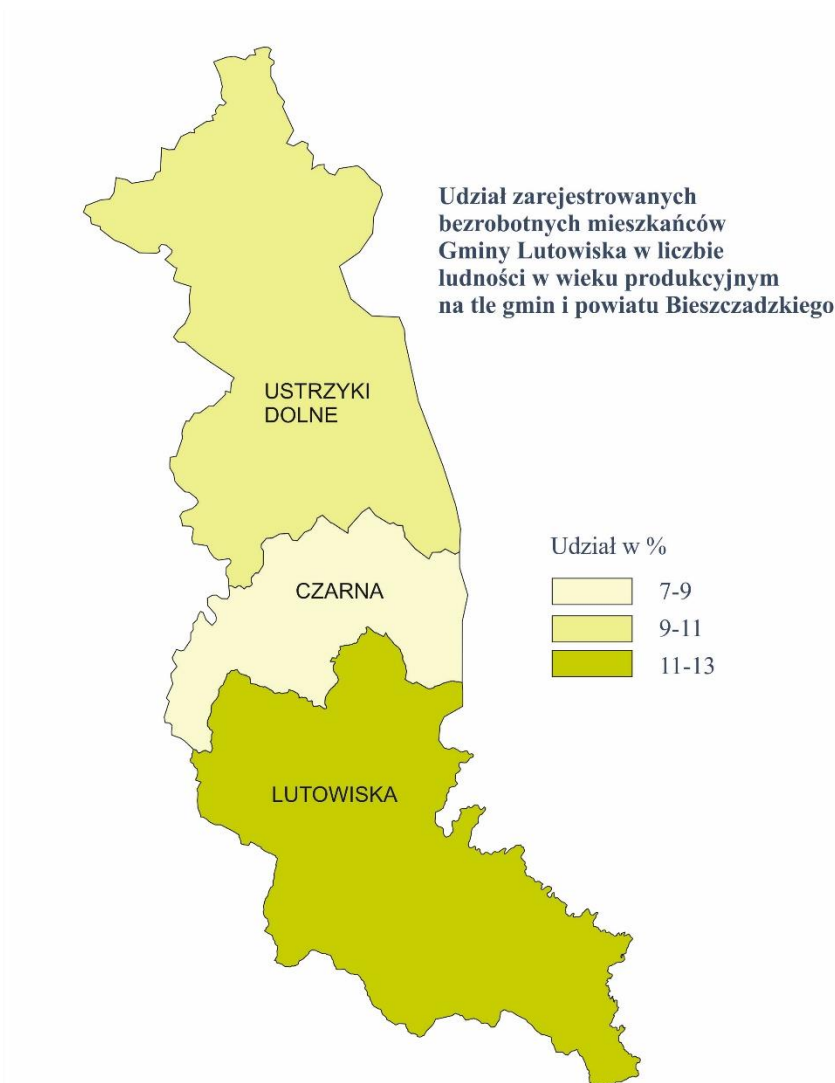 Udział zarejestrowanych
bezrobotnych mieszkańców
Gminy Lutowiska w liczbie
ludności w wieku produkcyjnym
na tle gmin i powiatu Bieszczadzkiego
USTRZYKI
DOLNE
Udział w %
CZARNA
7-9
9-11
11-13
LUTOWISKA